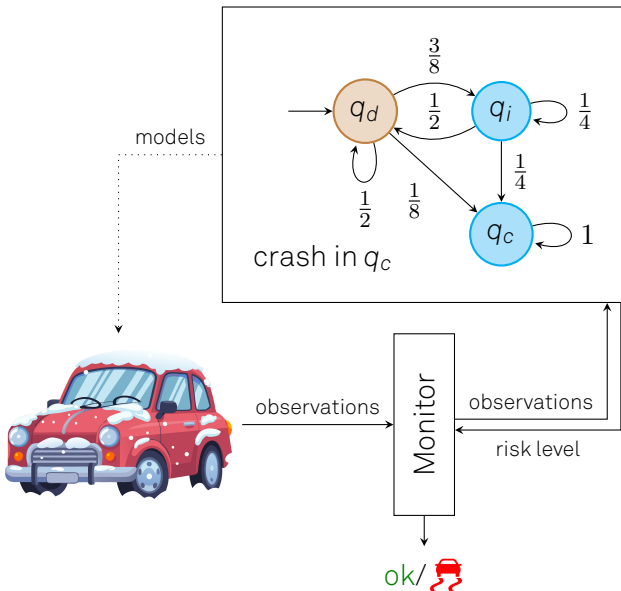 3/8
q_d
1/2
q_i
1/4
models
1/4
1/2
1/8
q_c
1
crash in q_c
observations
Monitor
observations
risk level
ok/